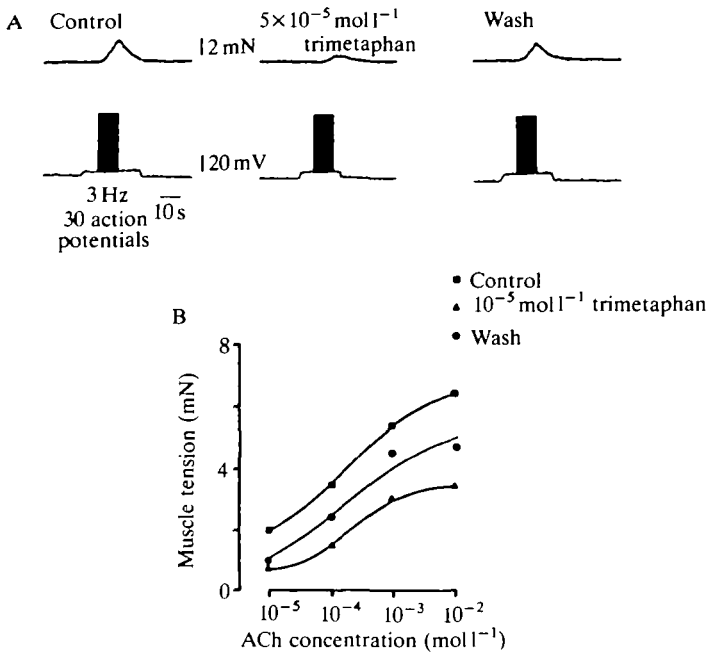 A
Control
5×10⁻⁵ mol l⁻¹
trimetaphan
Wash
2 mN
20 mV
3 Hz
30 action
potentials
10 s
B
Control
10⁻⁵ mol l⁻¹ trimetaphan
Wash
Muscle tension (mN)
8
4
0
10⁻⁵ 10⁻⁴ 10⁻³ 10⁻²
ACh concentration (mol l⁻¹)